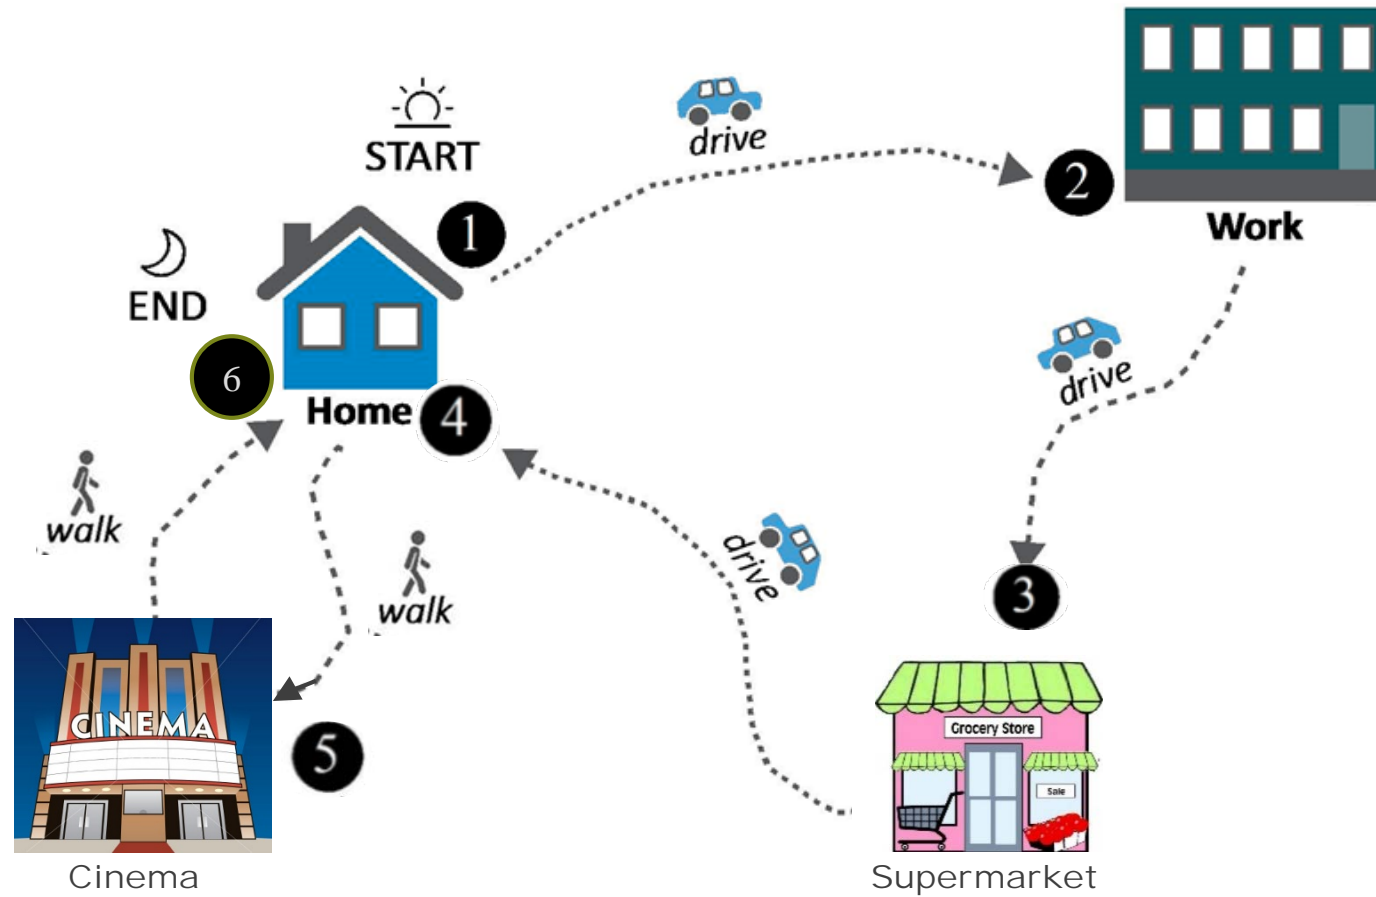 START
drive
2
Work
1
END
drive
6
Home
4
walk
walk
drive
3
CINEMA
5
Grocery Store
Sale
Cinema
Supermarket